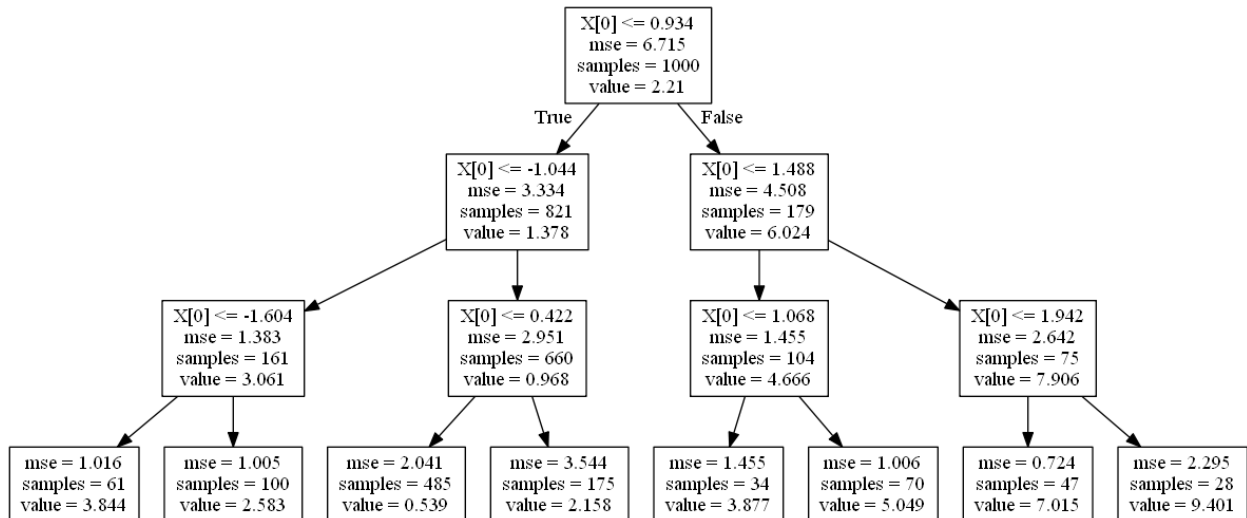 X[0] <= 0.934
mse = 6.715
samples = 1000
value = 2.21
True
False
X[0] <= -1.044
mse = 3.334
samples = 821
value = 1.378
X[0] <= 1.488
mse = 4.508
samples = 179
value = 6.024
X[0] <= -1.604
mse = 1.383
samples = 161
value = 3.061
X[0] <= 0.422
mse = 2.951
samples = 660
value = 0.968
X[0] <= 1.068
mse = 1.455
samples = 104
value = 4.666
X[0] <= 1.942
mse = 2.642
samples = 75
value = 7.906
mse = 1.016
samples = 61
value = 3.844
mse = 1.005
samples = 100
value = 2.583
mse = 2.041
samples = 485
value = 0.539
mse = 3.544
samples = 175
value = 2.158
mse = 1.455
samples = 34
value = 3.877
mse = 1.006
samples = 70
value = 5.049
mse = 0.724
samples = 47
value = 7.015
mse = 2.295
samples = 28
value = 9.401